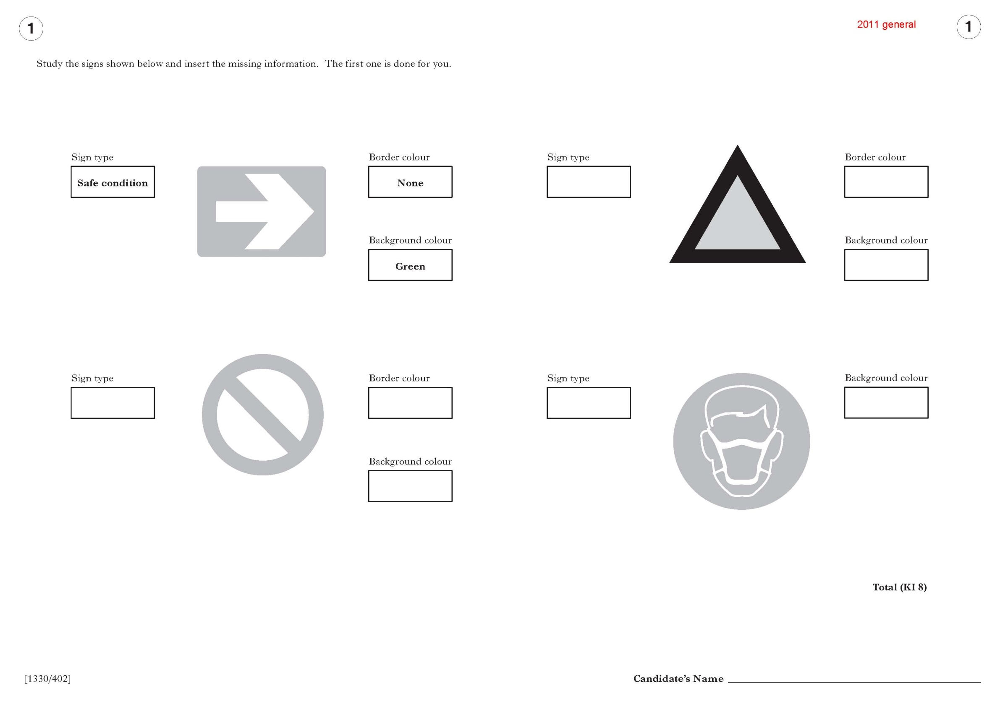 1
2011 general
1
Study the signs shown below and insert the missing information. The first one is done for you.
Sign type
Safe condition
Border colour
None
Background colour
Green
Sign type
Border colour
Background colour
Sign type
Border colour
Background colour
Sign type
Background colour
Total (KI 8)
[1330/402]
Candidate’s Name